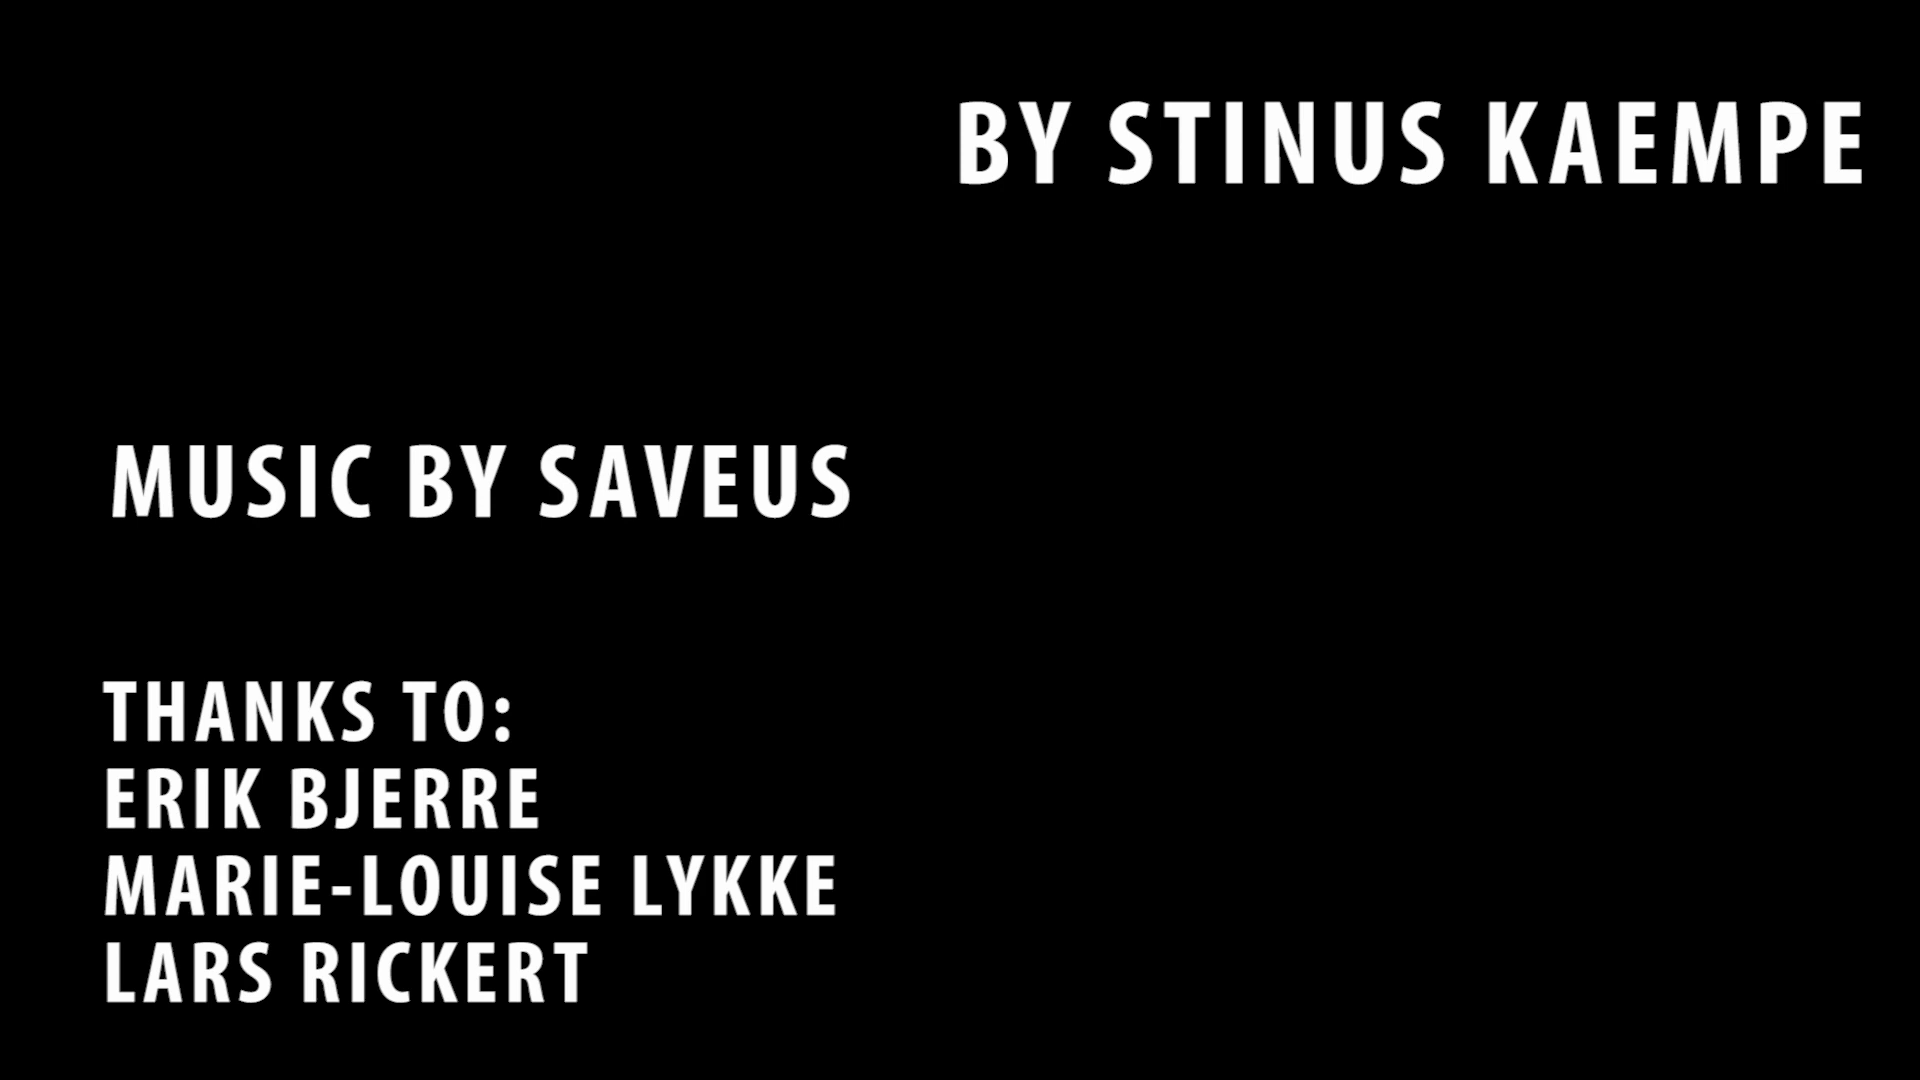 BY STINUS KAEMPE
MUSIC BY SAVEUS
THANKS TO:
ERIK BJERRE
MARIE-LOUISE LYKKE
LARS RICKERT